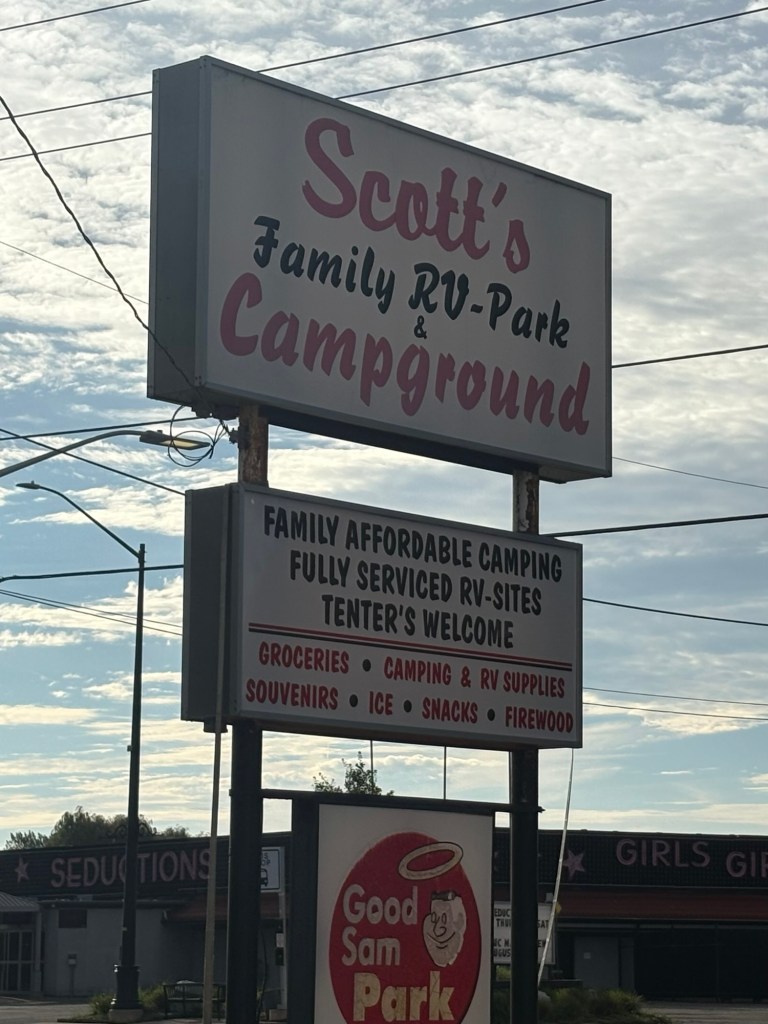 Scott's
Family RV-Park
&
Campground
FAMILY AFFORDABLE CAMPING
FULLY SERVICED RV-SITES
TENTER'S WELCOME
GROCERIES • CAMPING & RV SUPPLIES
SOUVENIRS • ICE • SNACKS • FIREWOOD
SEDUCTIONS
GIRLS GIR
Good
Sam
Park